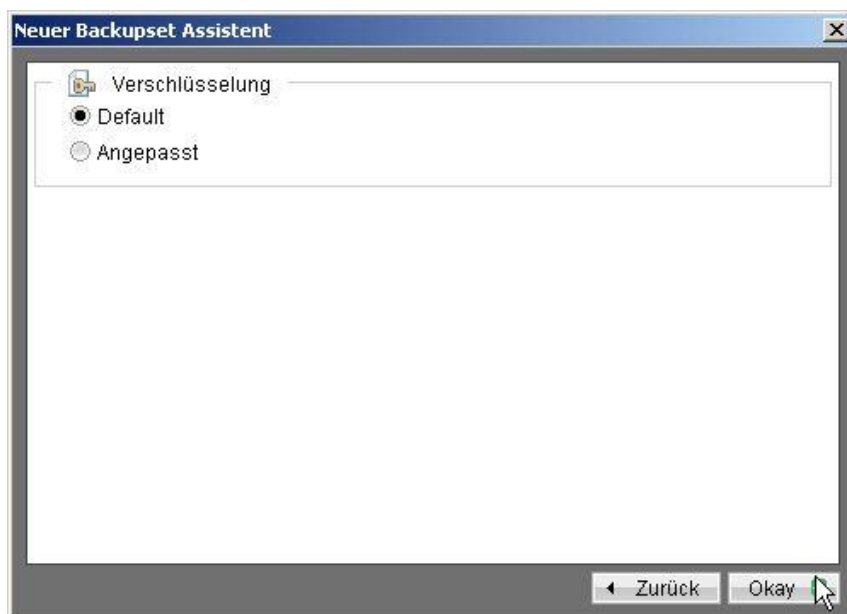 Neuer Backupset Assistent
Verschlüsselung
Default
Angepasst
Zurück
Okay